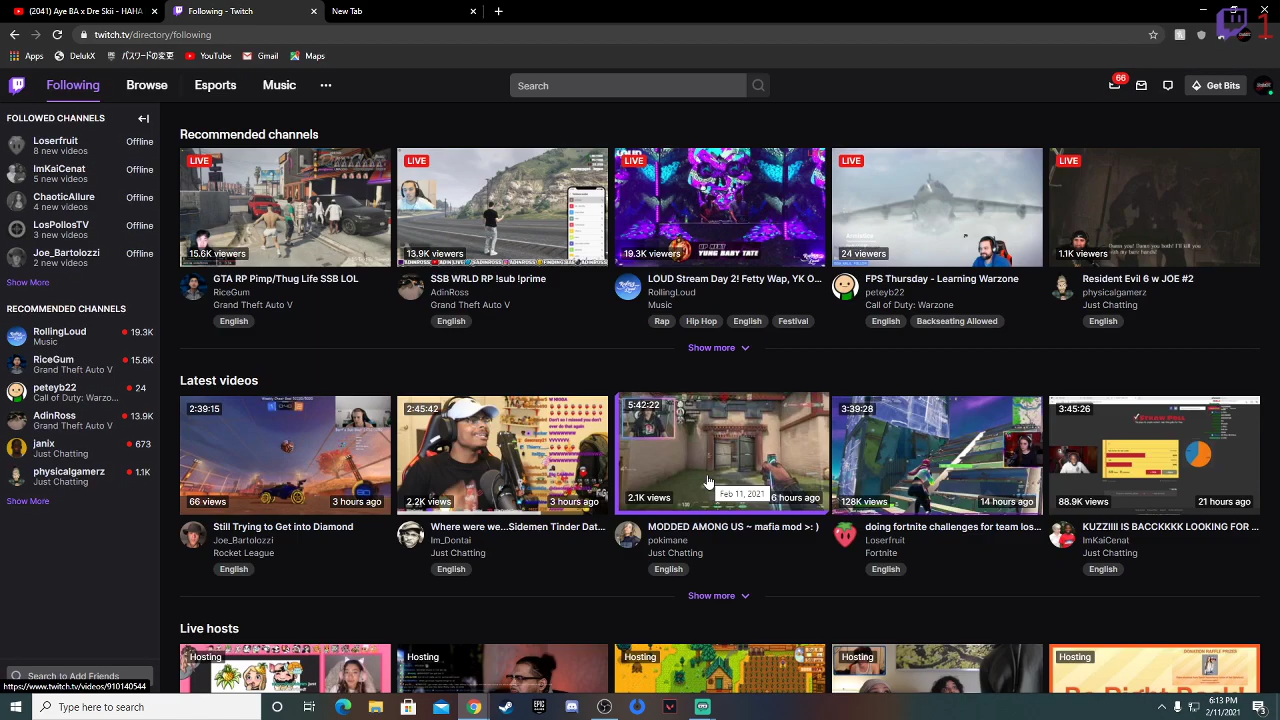 (2041) Aye BA x Dre Skii - HAHA
Following - Twitch
New Tab
1
twitch.tv/directory/following
Apps
DelukX
パスワードの変更
YouTube
Gmail
Maps
Following
Browse
Esports
Music
Search
66
Get Bits
FOLLOWED CHANNELS
Loserfruit
Offline
8 new videos
ImKaiCenat
Offline
5 new videos
ChaoticAllure
Offline
4 new videos
LosPollosTV
Offline
3 new videos
Joe_Bartolozzi
Offline
2 new videos
Show More
RECOMMENDED CHANNELS
RollingLoud
19.3K
Music
RiceGum
15.6K
Grand Theft Auto V
peteyb22
24
Call of Duty: Warzo...
AdinRoss
13.9K
Grand Theft Auto V
janix
673
Just Chatting
physicalgamerz
1.1K
Just Chatting
Show More
Search to Add Friends
Recommended channels
LIVE
15.6K viewers
GTA RP Pimp/Thug Life SSB LOL
RiceGum
Grand Theft Auto V
English
LIVE
13.9K viewers
SSB WRLD RP !sub !prime
AdinRoss
Grand Theft Auto V
English
LIVE
YUNG BABY TATE
19.3K viewers
LOUD Stream Day 2! Fetty Wap, YK O...
RollingLoud
Music
Rap
Hip Hop
English
Festival
LIVE
24 viewers
FPS Thursday - Learning Warzone
peteyb22
Call of Duty: Warzone
English
Backseating Allowed
LIVE
1.1K viewers
Resident Evil 6 w JOE #2
physicalgamerz
Just Chatting
English
Show more
Latest videos
2:39:15
66 views
3 hours ago
Still Trying to Get into Diamond
Joe_Bartolozzi
Rocket League
English
2:45:42
2.2K views
3 hours ago
Where were we...Sidemen Tinder Dat...
Im_Dontai
Just Chatting
English
5:42:22
2.1K views
Feb 11, 2021
6 hours ago
MODDED AMONG US ~ mafia mod >: )
pokimane
Just Chatting
English
3:39:28
128K views
14 hours ago
doing fortnite challenges for team los...
Loserfruit
Fortnite
English
3:45:26
STRAW POLL
88.9K views
21 hours ago
KUZZIIII IS BACCKKKK LOOKING FOR ...
ImKaiCenat
Just Chatting
English
Show more
Live hosts
Hosting
Hosting
Hosting
Hosting
Hosting
DONATION RAFFLE PRIZES
Type here to search
6:13 PM
2/11/2021